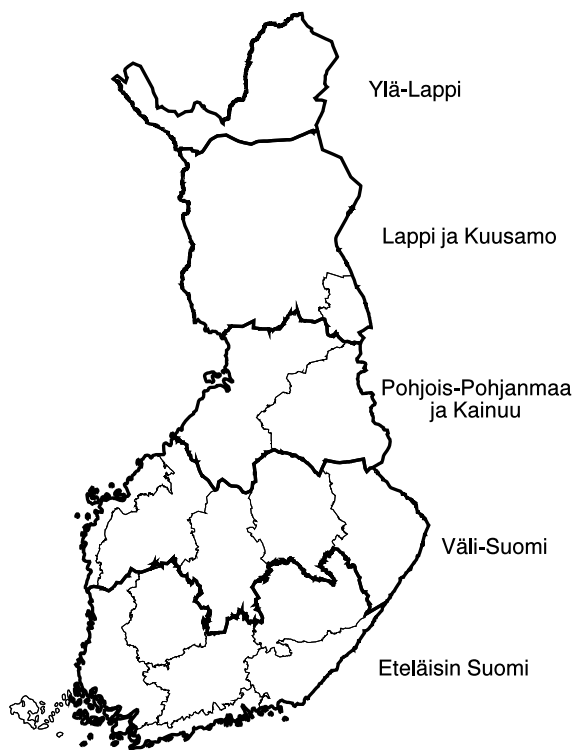 Ylä-Lappi
Lappi ja Kuusamo
Pohjois-Pohjanmaa
ja Kainuu
Väli-Suomi
Eteläisin Suomi